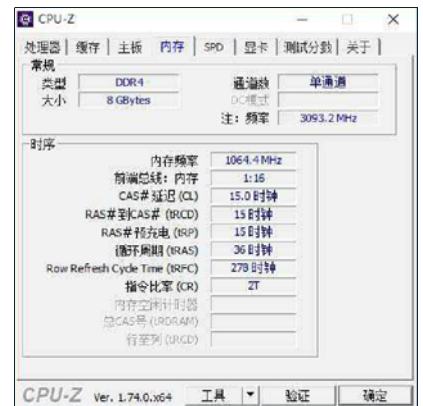 CPU-Z
处理器 缓存 主板 内存 SPD 显卡 测试分数 关于
常规
类型 DDR4 通道数 单通道
大小 8 GBytes DC模式
注：频率 3093.2 MHz
时序
内存频率 1064.4 MHz
前端总线：内存 1:16
CAS# 延迟 (CL) 15.0 时钟
RAS# 到CAS# (tRCD) 15 时钟
RAS# 预充电 (tRP) 15 时钟
循环周期 (tRAS) 36 时钟
Row Refresh Cycle Time (tRFC) 278 时钟
指令比率 (CR) 2T
内存空闲计时器
总CAS号 (tRDRAM)
行至列 (tRCD)
CPU-Z Ver. 1.74.0.x64 工具 验证 确定